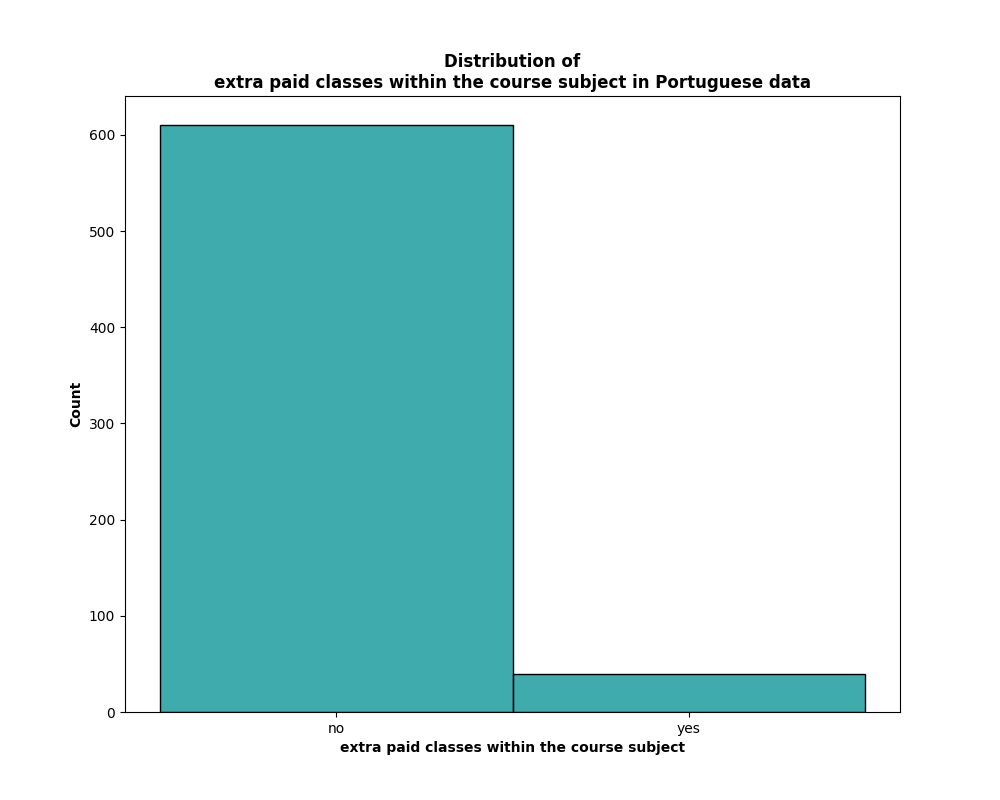 Distribution of
extra paid classes within the course subject in Portuguese data
600
500
400
300
200
100
0
Count
no
yes
extra paid classes within the course subject